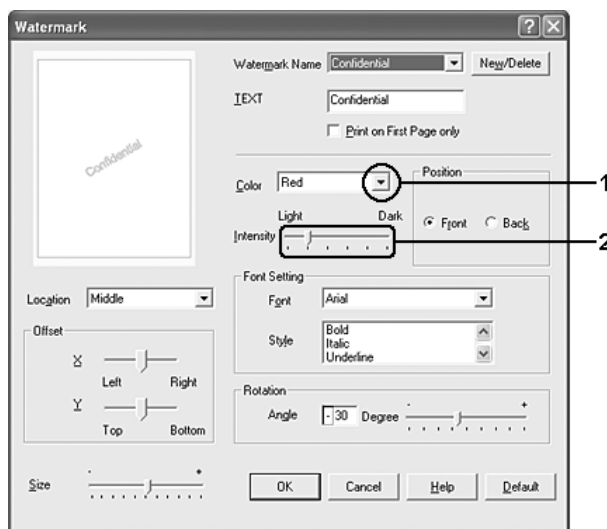 Watermark
Confidential
Watermark Name Confidential New/Delete
TEXT Confidential
Print on First Page only
Color Red 1
Position
Front Back
Light Dark
Intensity 2
Location Middle
Offset
X
Left Right
Y
Top Bottom
Size - +
Font Setting
Font Arial
Style Bold
Italic
Underline
Rotation
Angle -30 Degree - +
OK Cancel Help Default